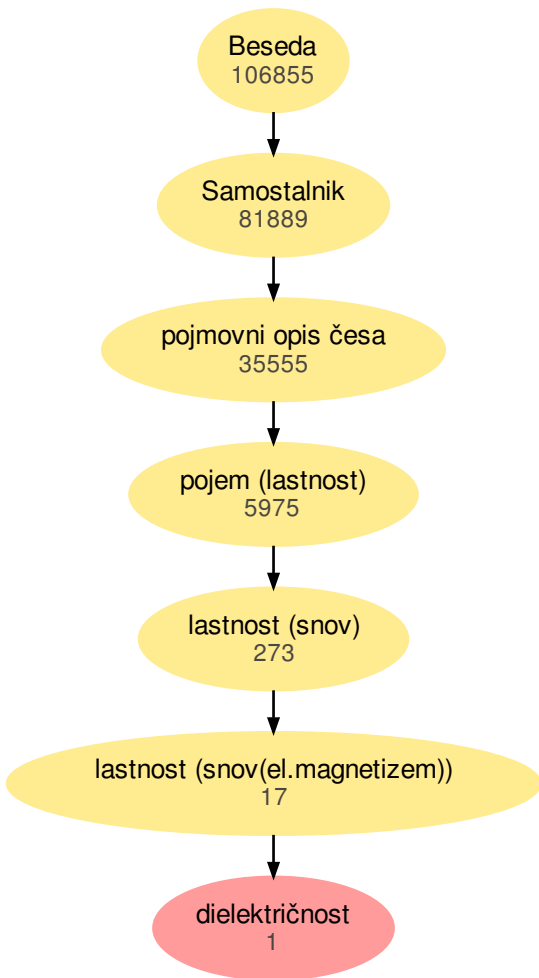 Beseda
106855
Samostalnik
81889
pojmovni opis česa
35555
pojem (lastnost)
5975
lastnost (snov)
273
lastnost (snov(el.magnetizem))
17
dielektričnost
1